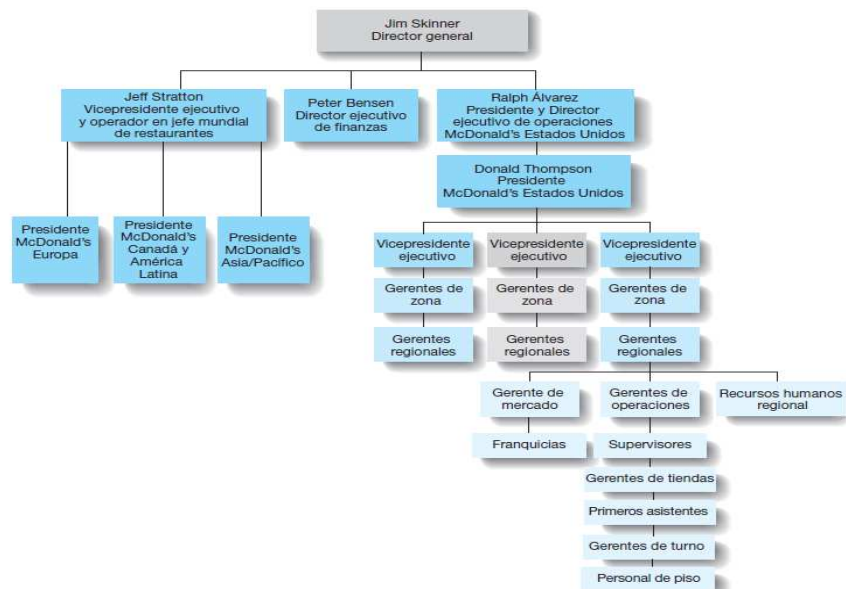 Jim Skinner
Director general
Jeff Stratton
Vicepresidente ejecutivo
y operador en jefe mundial
de restaurantes
Peter Bensen
Director ejecutivo
de finanzas
Ralph Álvarez
Presidente y Director
ejecutivo de operaciones
McDonald's Estados Unidos
Donald Thompson
Presidente
McDonald's Estados Unidos
Presidente
McDonald's
Europa
Presidente
McDonald's
Canadá y
América
Latina
Presidente
McDonald's
Asia/Pacífico
Vicepresidente
ejecutivo
Vicepresidente
ejecutivo
Vicepresidente
ejecutivo
Gerentes de
zona
Gerentes de
zona
Gerentes de
zona
Gerentes
regionales
Gerentes
regionales
Gerentes
regionales
Gerente de
mercado
Gerentes de
operaciones
Recursos humanos
regional
Franquicias
Supervisores
Gerentes de tiendas
Primeros asistentes
Gerentes de turno
Personal de piso